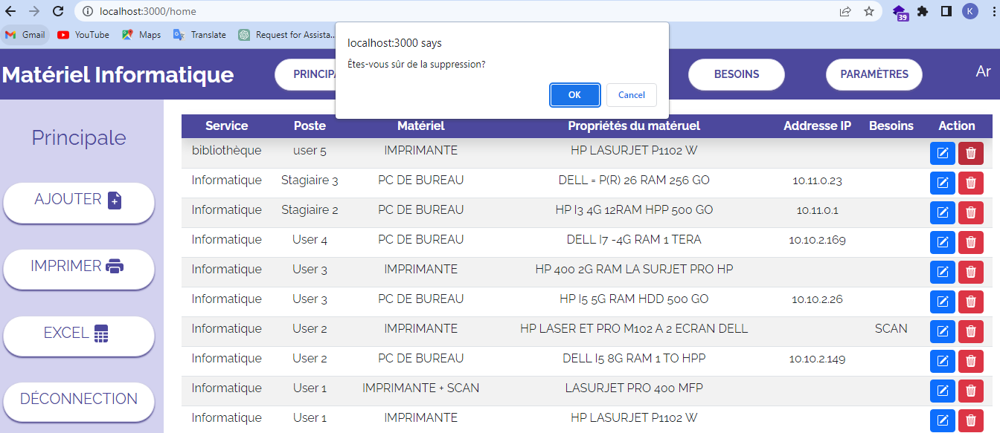 localhost:3000/home
39
K
Gmail YouTube Maps Translate Request for Assista...
localhost:3000 says
Êtes-vous sûr de la suppression?
OK Cancel
Matériel Informatique
BESOINS PARAMÈTRES Ar
Principale
AJOUTER
IMPRIMER
EXCEL
DÉCONNECTION
Service Poste Matériel Propriétés du matéruel Addresse IP Besoins Action
bibliothèque user 5 IMPRIMANTE HP LASURJET P1102 W
Informatique Stagiaire 3 PC DE BUREAU DELL = P(R) 26 RAM 256 GO 10.11.0.23
Informatique Stagiaire 2 PC DE BUREAU HP I3 4G 12RAM HPP 500 GO 10.11.0.1
Informatique User 4 PC DE BUREAU DELL I7 -4G RAM 1 TERA 10.10.2.169
Informatique User 3 IMPRIMANTE HP 400 2G RAM LA SURJET PRO HP
Informatique User 3 PC DE BUREAU HP I5 5G RAM HDD 500 GO 10.10.2.26
Informatique User 2 IMPRIMANTE HP LASER ET PRO M102 A 2 ECRAN DELL SCAN
Informatique User 2 PC DE BUREAU DELL I5 8G RAM 1 TO HPP 10.10.2.149
Informatique User 1 IMPRIMANTE + SCAN LASURJET PRO 400 MFP
Informatique User 1 IMPRIMANTE HP LASURJET P1102 W